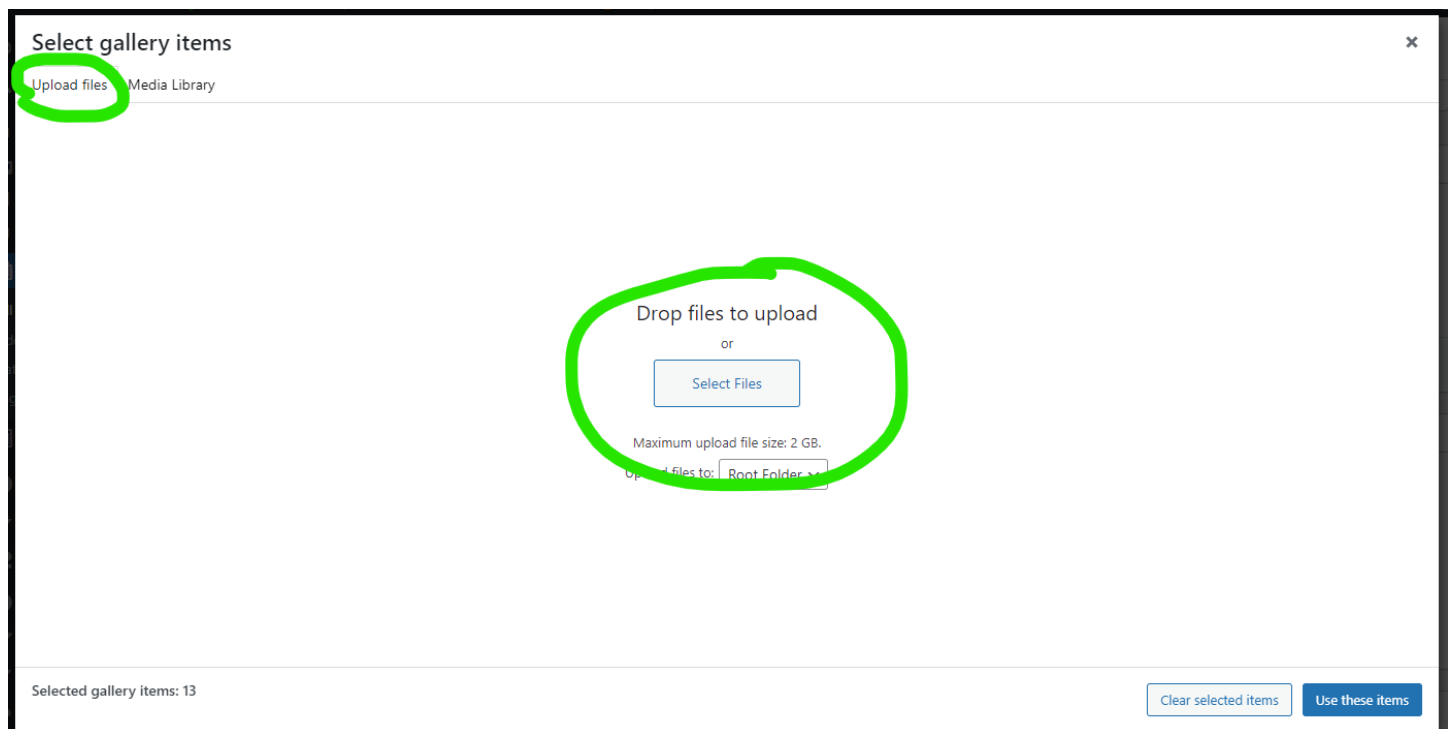 Select gallery items
Upload files Media Library
Drop files to upload
or
Select Files
Maximum upload file size: 2 GB.
Upload files to: Root Folder
Selected gallery items: 13
Clear selected items Use these items